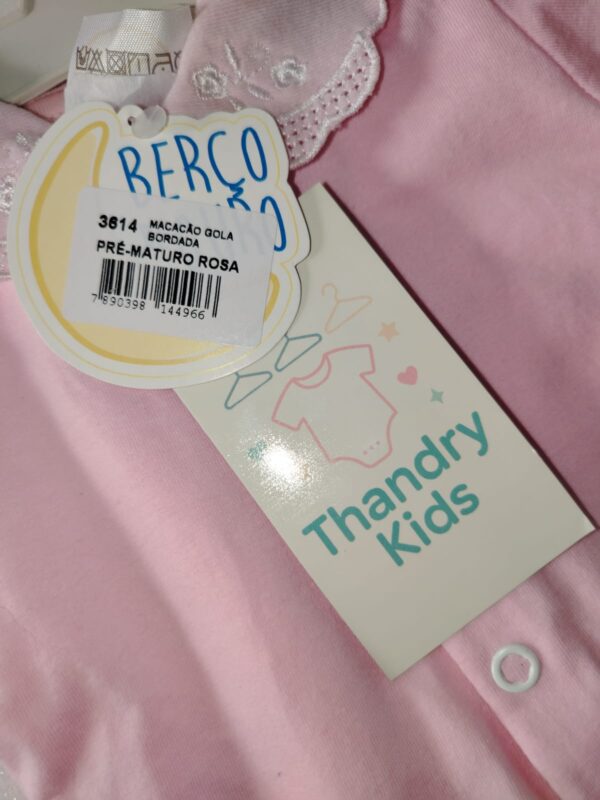 BERÇO
3614 MACACÃO GOLA
BORDADA
PRÉ-MATURO ROSA
7 890398 144966
Thandry
Kids